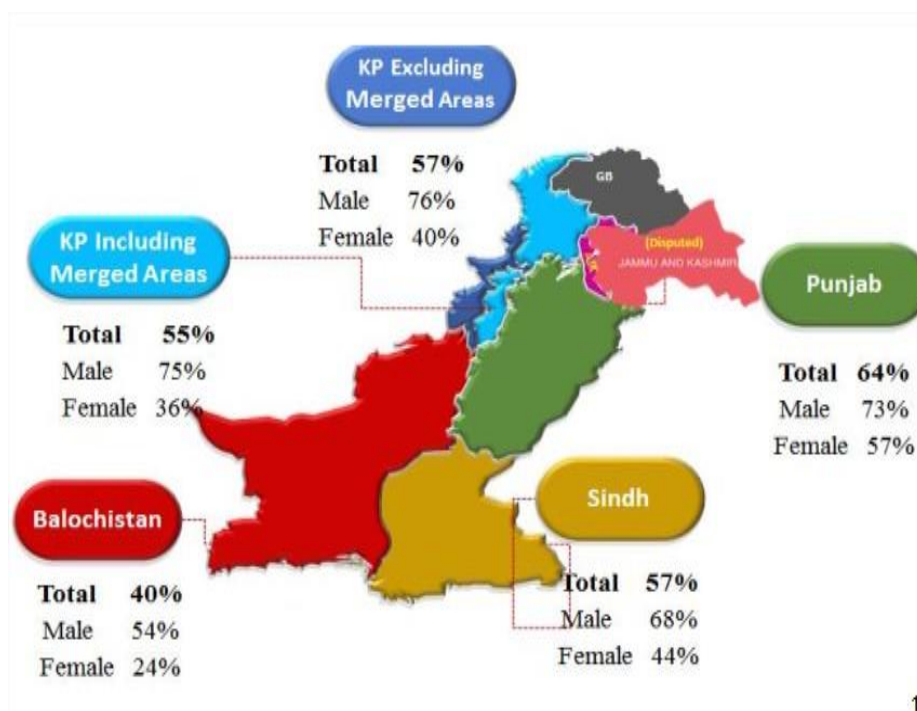 KP Excluding
Merged Areas
Total 57%
Male 76%
Female 40%
GB
(Disputed)
JAMMU AND KASHMIR
KP Including
Merged Areas
Total 55%
Male 75%
Female 36%
Punjab
Total 64%
Male 73%
Female 57%
Balochistan
Total 40%
Male 54%
Female 24%
Sindh
Total 57%
Male 68%
Female 44%
1